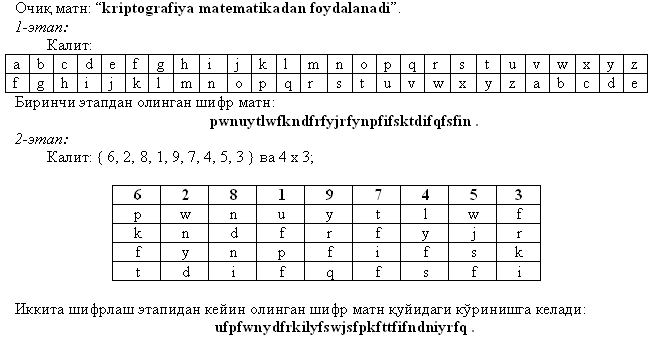 Очиқ матн: “kriptografiya matematikadan foydalanadi”.
1-этап:
Калит:
a b c d e f g h i j k l m n o p q r s t u v w x y z
f g h i j k l m n o p q r s t u v w x y z a b c d e
Биринчи этапдан олинган шифр матн:
pwnuytlwfkndfrfyjrfynpfifsktdifqfsfin .
2-этап:
Калит: { 6, 2, 8, 1, 9, 7, 4, 5, 3 } ва 4 x 3;
6 2 8 1 9 7 4 5 3
p w n u y t l w f
k n d f r f y j r
f y n p f i f s k
t d i f q f s f i
Иккита шифрлаш этапидан кейин олинган шифр матн қуйидаги кўринишга келади:
ufpfwnydfrkilyfswjsfpkfttfifndniyrfq .